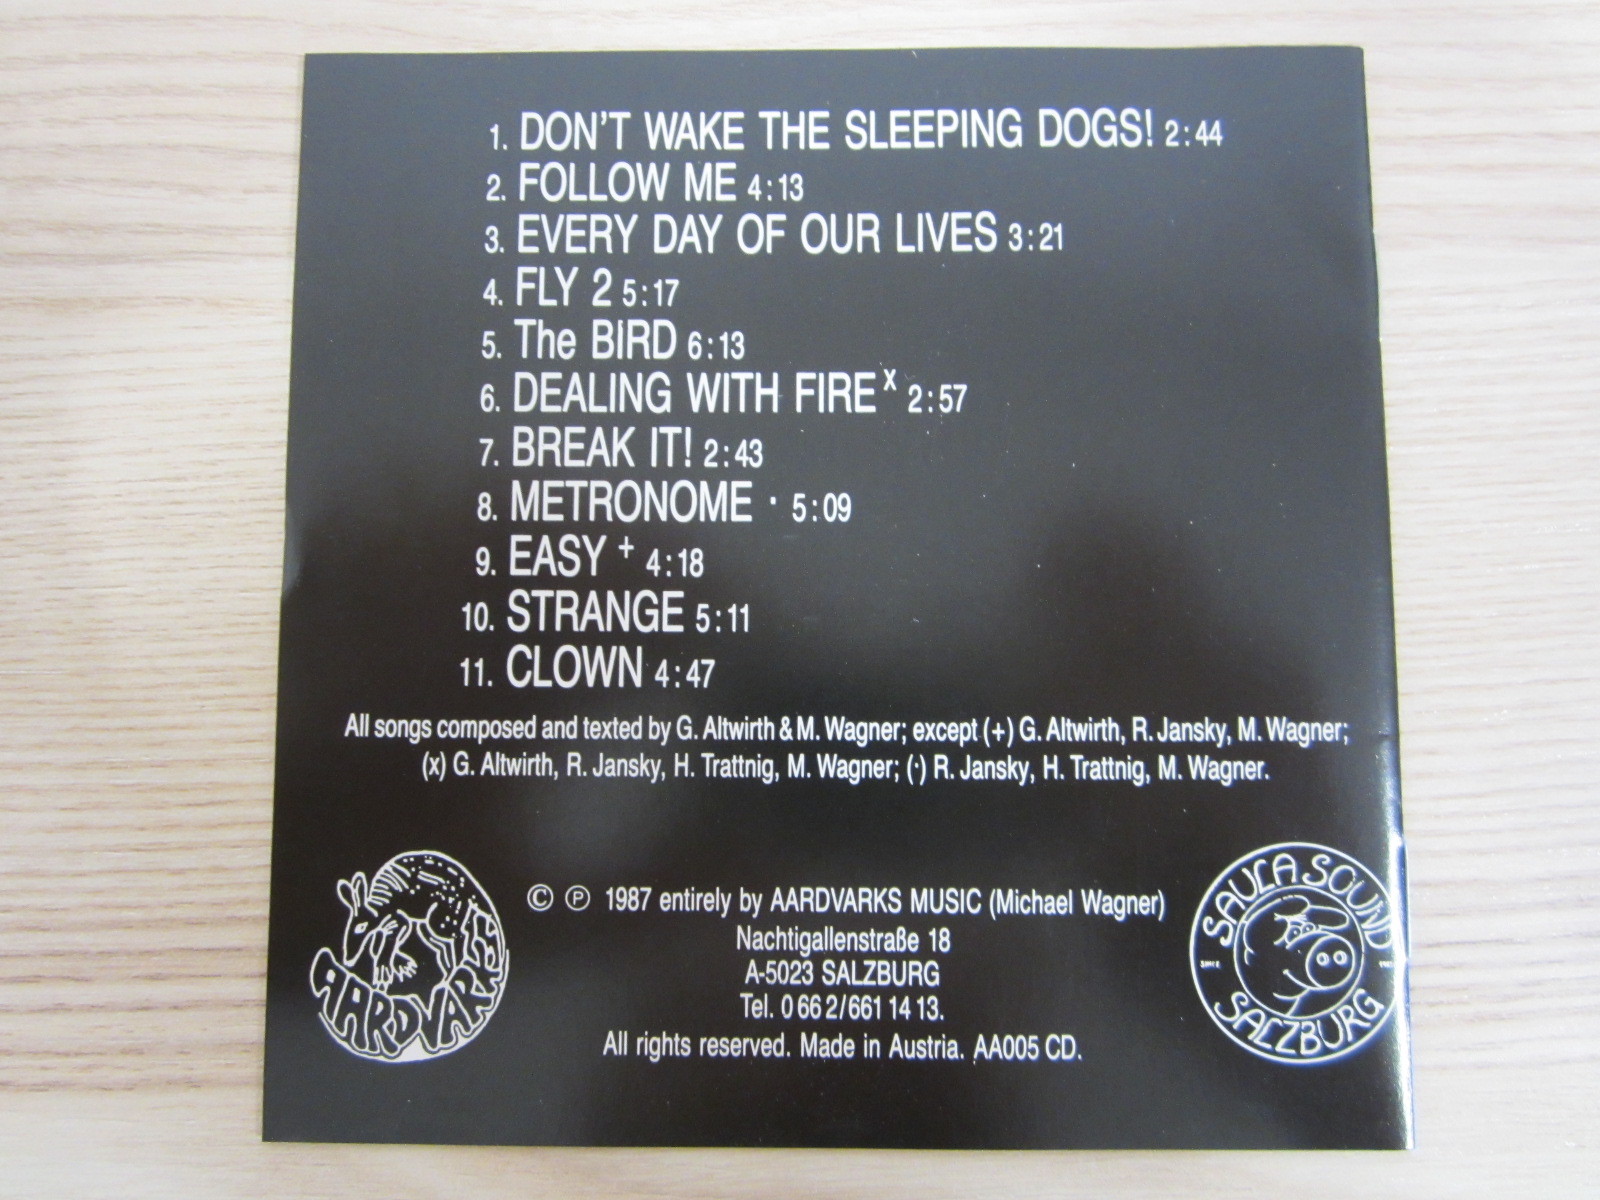 1. DON'T WAKE THE SLEEPING DOGS! 2:44
2. FOLLOW ME 4:13
3. EVERY DAY OF OUR LIVES 3:21
4. FLY 2 5:17
5. The BIRD 6:13
6. DEALING WITH FIRE x 2:57
7. BREAK IT! 2:43
8. METRONOME · 5:09
9. EASY + 4:18
10. STRANGE 5:11
11. CLOWN 4:47
All songs composed and texted by G. Altwirth & M. Wagner; except (+) G. Altwirth, R. Jansky, M. Wagner;
(x) G. Altwirth, R. Jansky, H. Trattnig, M. Wagner; (·) R. Jansky, H. Trattnig, M. Wagner.
AARDVARKS
© ℗ 1987 entirely by AARDVARKS MUSIC (Michael Wagner)
Nachtigallenstraße 18
A-5023 SALZBURG
Tel. 0 66 2/661 14 13.
All rights reserved. Made in Austria. AA005 CD.
SAULA SOUND
SALZBURG